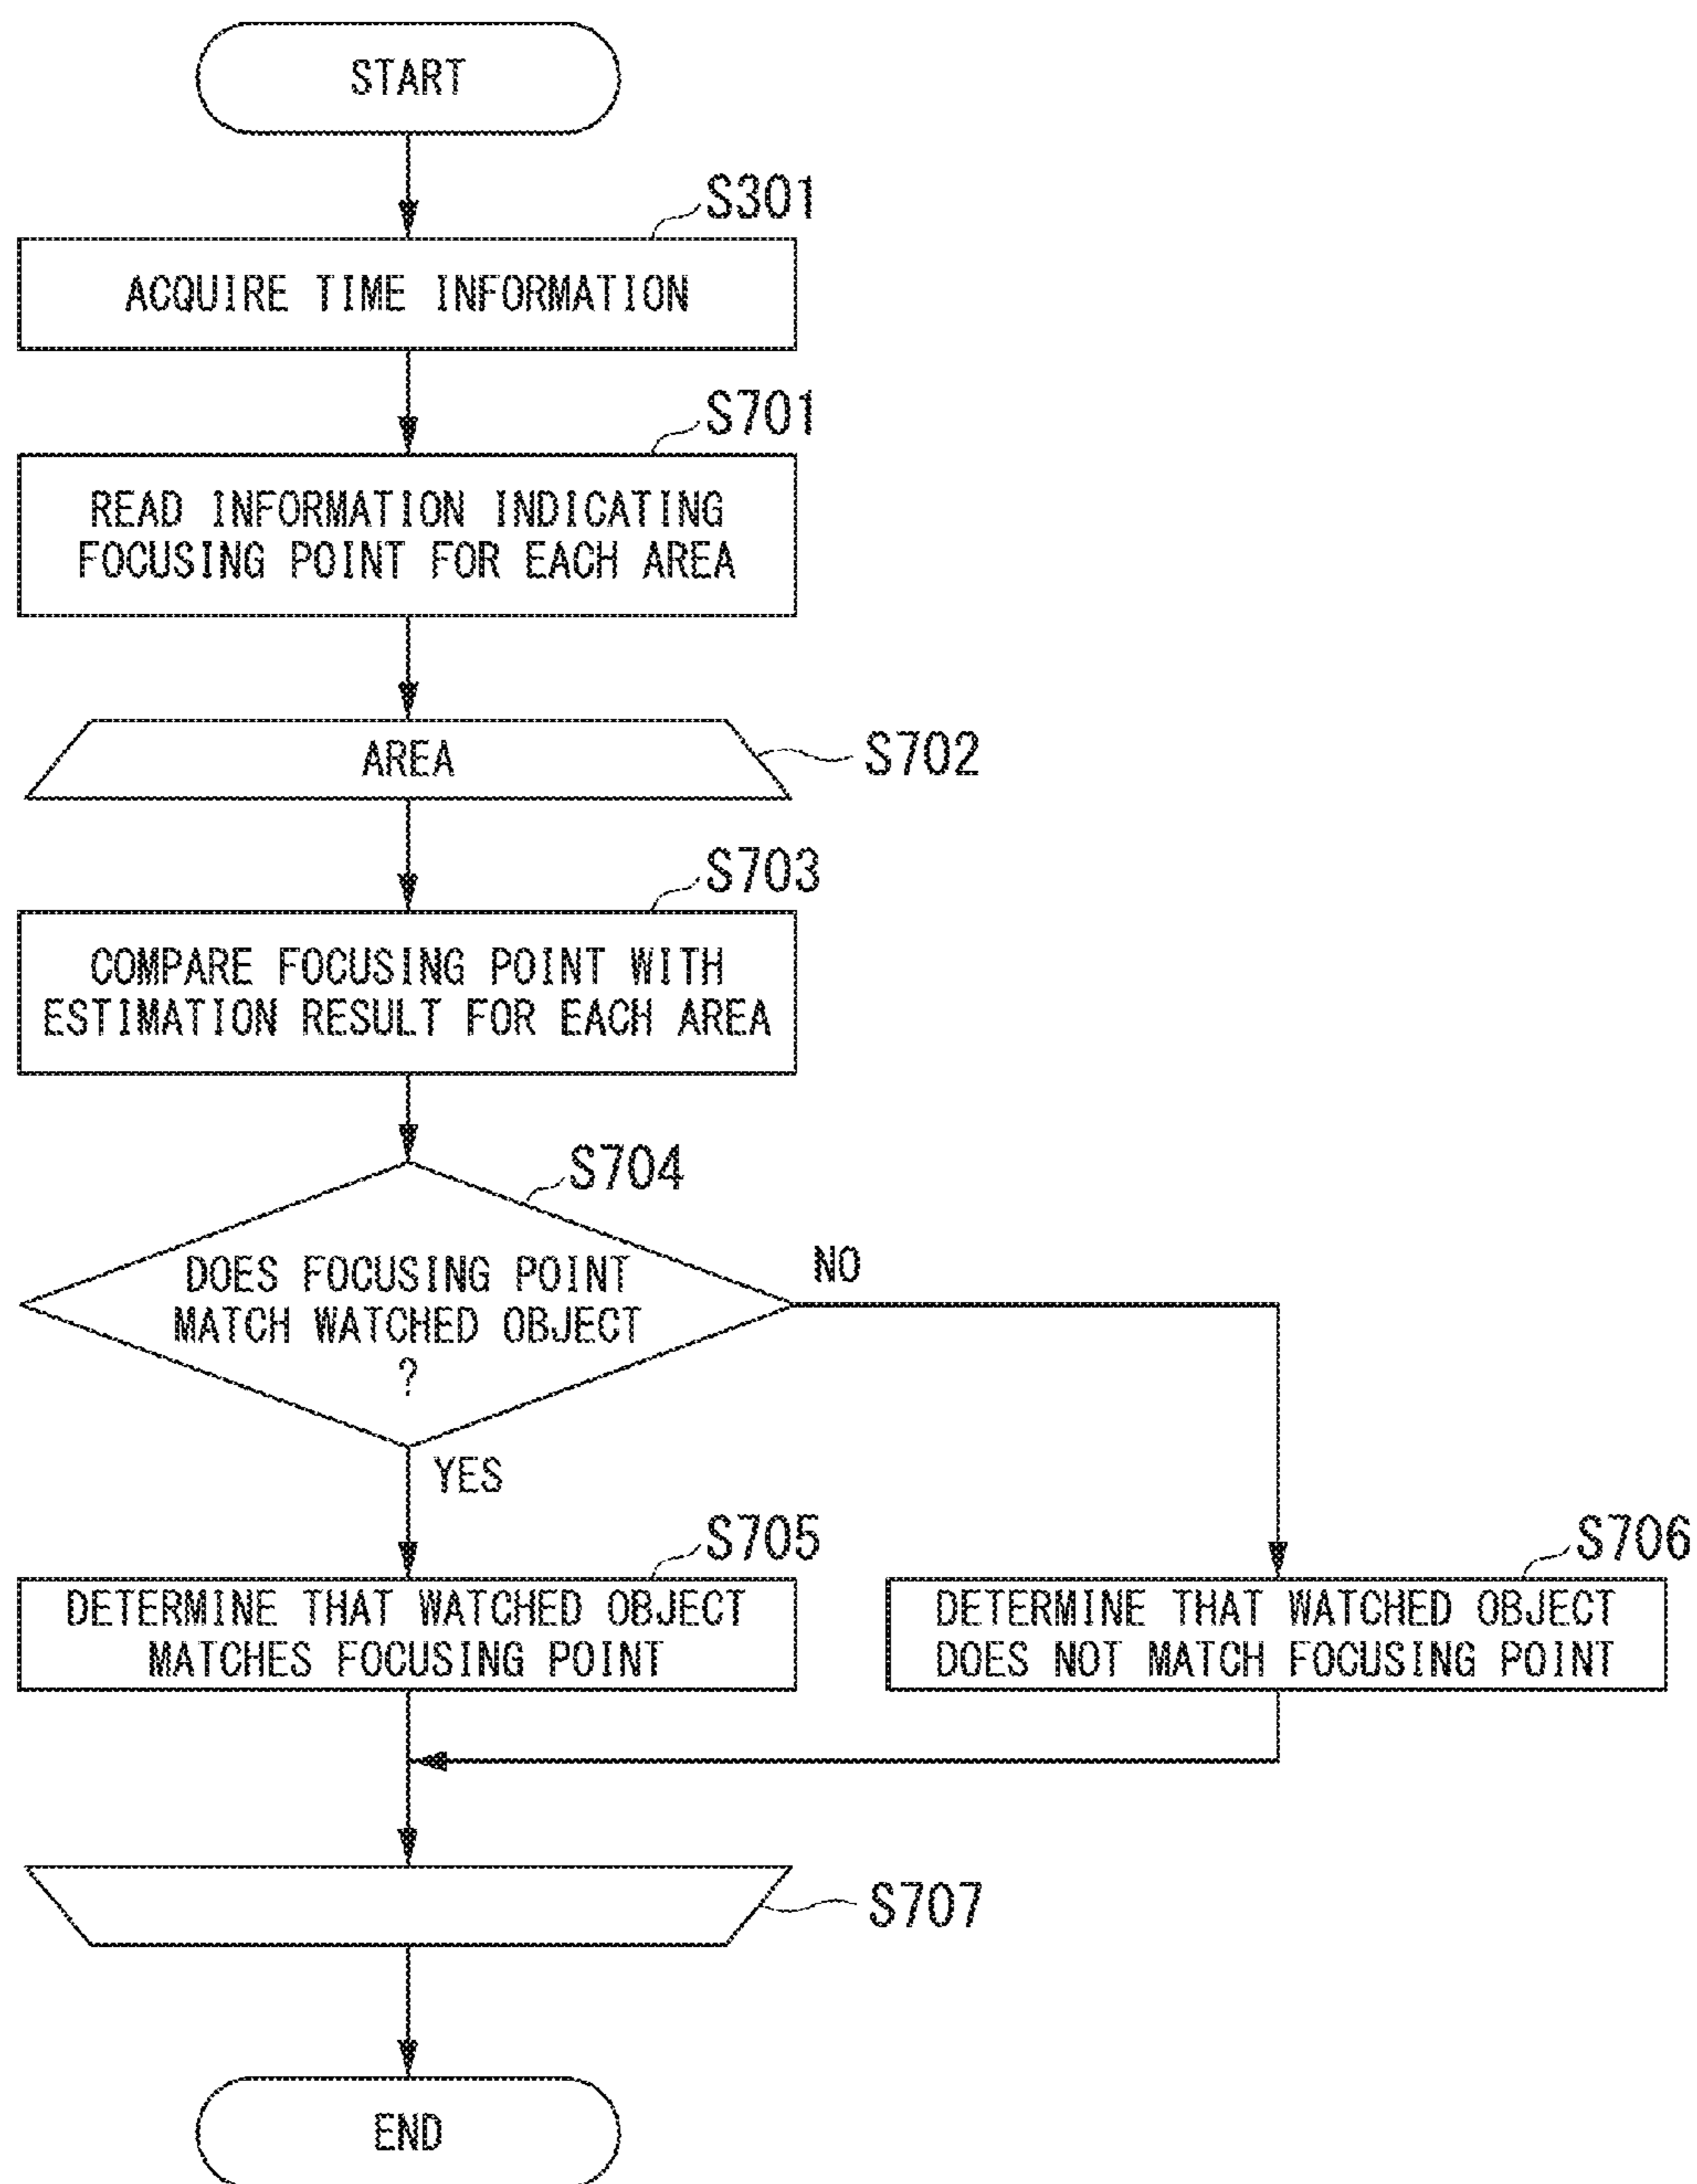 START
S301
ACQUIRE TIME INFORMATION
S701
READ INFORMATION INDICATING
FOCUSING POINT FOR EACH AREA
AREA
S702
S703
COMPARE FOCUSING POINT WITH
ESTIMATION RESULT FOR EACH AREA
S704
DOES FOCUSING POINT
MATCH WATCHED OBJECT
?
NO
YES
S705
DETERMINE THAT WATCHED OBJECT
MATCHES FOCUSING POINT
S706
DETERMINE THAT WATCHED OBJECT
DOES NOT MATCH FOCUSING POINT
S707
END